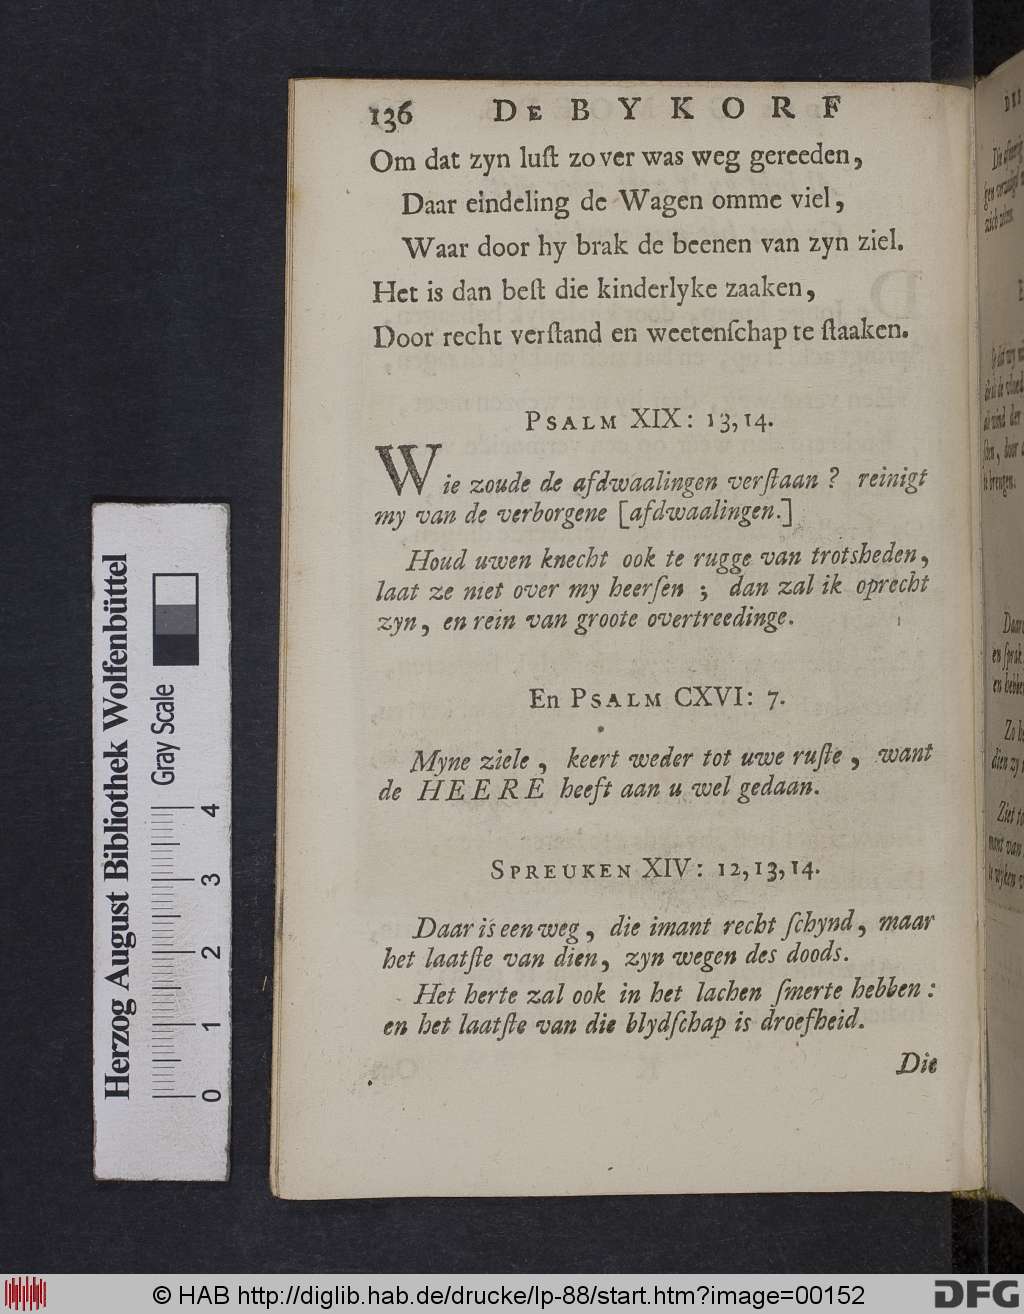 136 DE BYKORF
Om dat zyn luſt zo ver was weg gereeden,
Daar eindeling de Wagen omme viel,
Waar door hy brak de beenen van zyn ziel.
Het is dan beſt die kinderlyke zaaken,
Door recht verſtand en weetenſchap te ſtaaken.
PSALM XIX: 13, 14.
Wie zoude de afdwaalingen verſtaan? reinigt
my van de verborgene [afdwaalingen.]
Houd uwen knecht ook te rugge van trotsheden,
laat ze niet over my heerſen; dan zal ik oprecht
zyn, en rein van groote overtreedinge.
En PSALM CXVI: 7.
Myne ziele, keert weder tot uwe ruſte, want
de HEERE heeft aan u wel gedaan.
SPREUKEN XIV: 12, 13, 14.
Daar is een weg, die imant recht ſchynd, maar
het laatſte van dien, zyn wegen des doods.
Het herte zal ook in het lachen ſmerte hebben:
en het laatſte van die blydſchap is droefheid.
Die
Herzog August Bibliothek Wolfenbüttel
Gray Scale
0 1 2 3 4
© HAB http://diglib.hab.de/drucke/lp-88/start.htm?image=00152
DFG